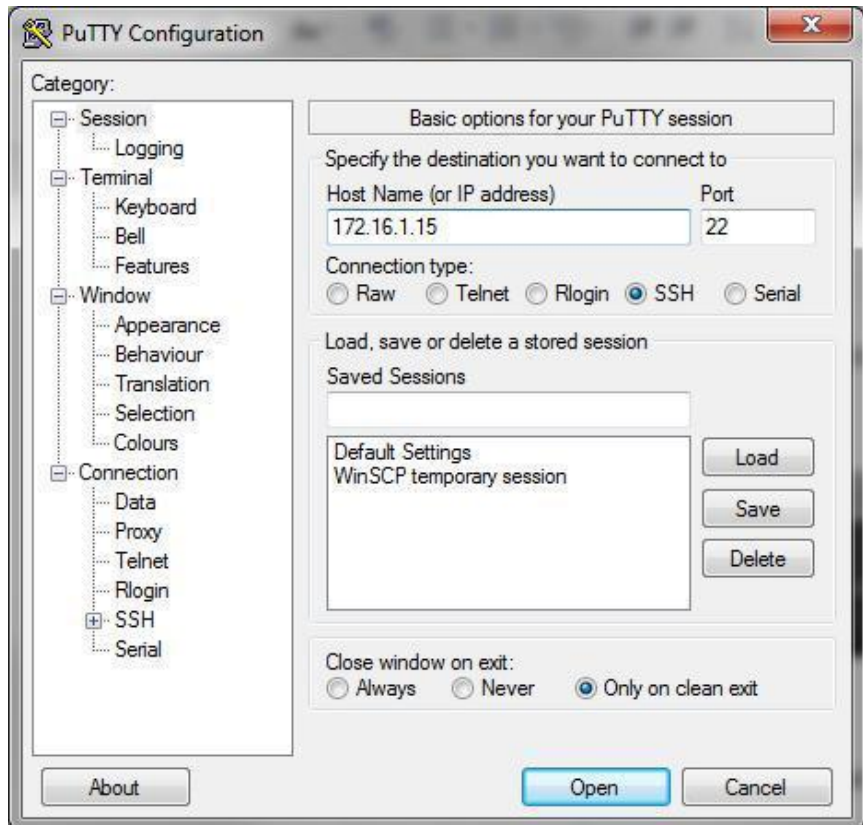 PuTTY Configuration
X
Category:
Session
Logging
Terminal
Keyboard
Bell
Features
Window
Appearance
Behaviour
Translation
Selection
Colours
Connection
Data
Proxy
Telnet
Rlogin
SSH
Serial
Basic options for your PuTTY session
Specify the destination you want to connect to
Host Name (or IP address) Port
172.16.1.15 22
Connection type:
Raw Telnet Rlogin SSH Serial
Load, save or delete a stored session
Saved Sessions
Default Settings
WinSCP temporary session
Load
Save
Delete
Close window on exit:
Always Never Only on clean exit
About Open Cancel